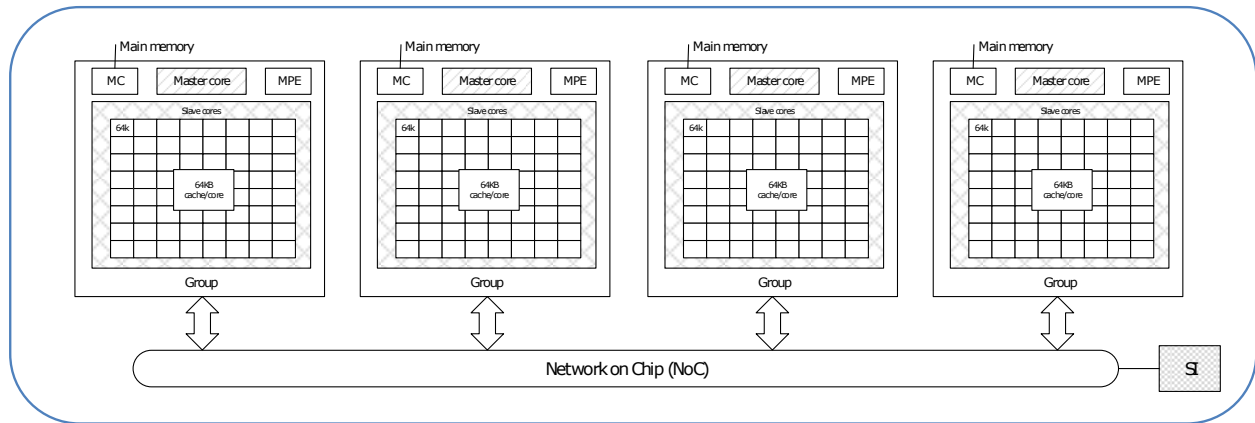 Main memory
MC
Master core
MPE
Slave cores
64k
64KB
cache/core
Group
Main memory
MC
Master core
MPE
Slave cores
64k
64KB
cache/core
Group
Main memory
MC
Master core
MPE
Slave cores
64k
64KB
cache/core
Group
Main memory
MC
Master core
MPE
Slave cores
64k
64KB
cache/core
Group
Network on Chip (NoC)
SI